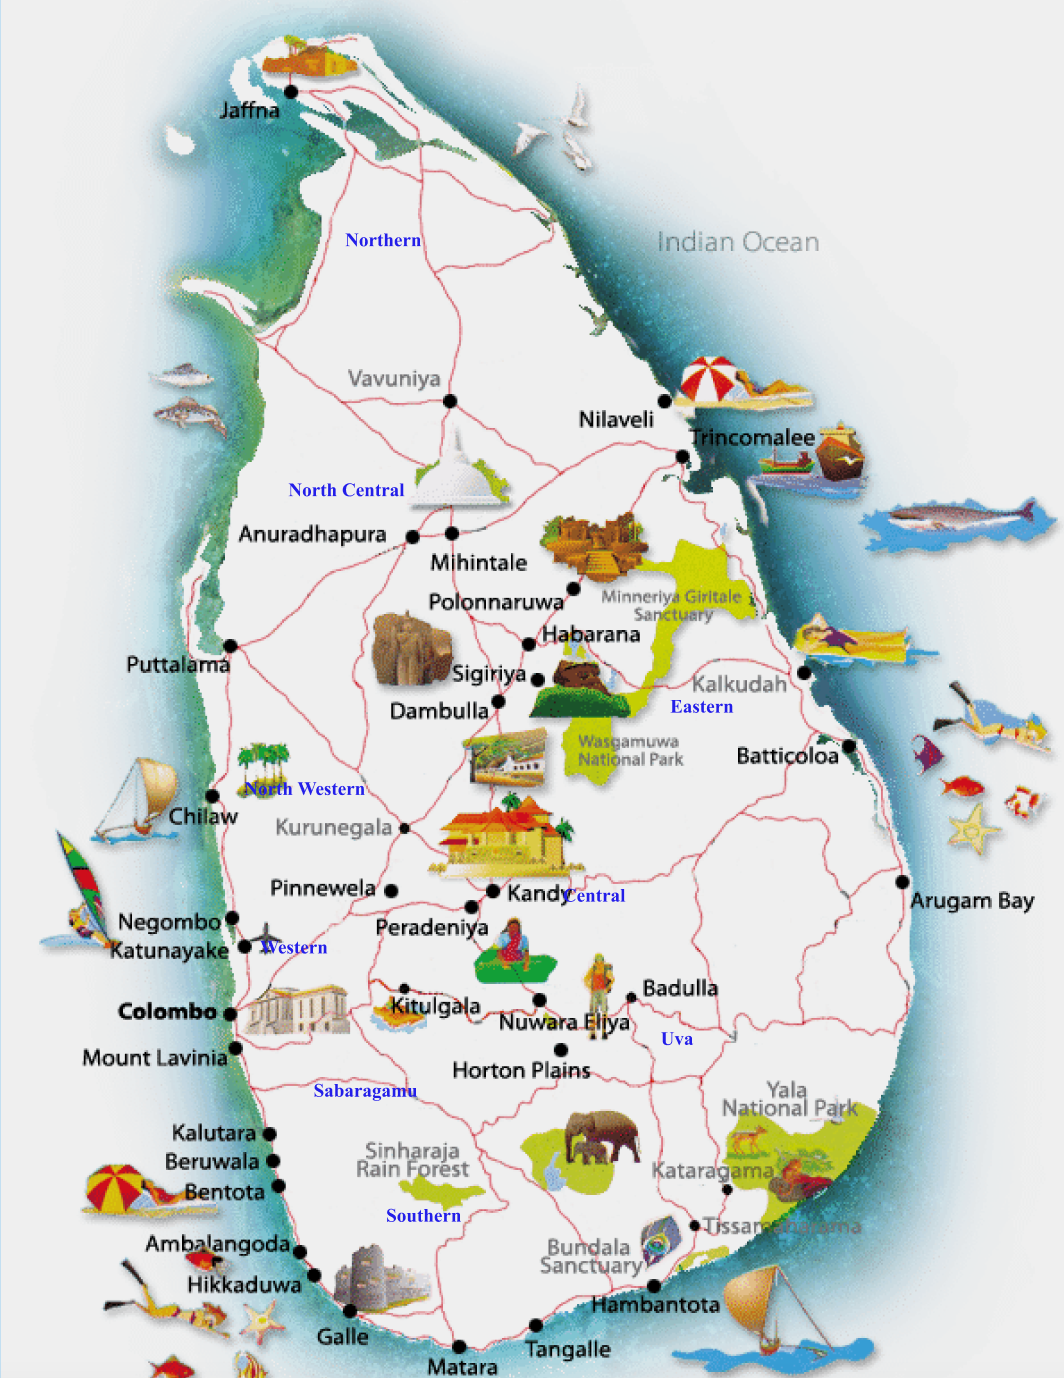 Jaffna
Indian Ocean
Northern
Vavuniya
Nilaveli
Trincomalee
North Central
Anuradhapura
Mihintale
Polonnaruwa
Minneriya Giritale
Sanctuary
Habarana
Puttalama
Sigiriya
Kalkudah
Dambulla
Eastern
Wasgamuwa
National Park
Batticoloa
North Western
Chilaw
Kurunegala
Pinnewela
Kandy
Central
Arugam Bay
Negombo
Peradeniya
Katunayake
Western
Badulla
Kitulgala
Colombo
Nuwara Eliya
Uva
Mount Lavinia
Horton Plains
Sabaragamu
Yala
National Park
Kalutara
Sinharaja
Rain Forest
Beruwala
Kataragama
Bentota
Southern
Tissamaharama
Ambalangoda
Bundala
Sanctuary
Hikkaduwa
Hambantota
Galle
Tangalle
Matara